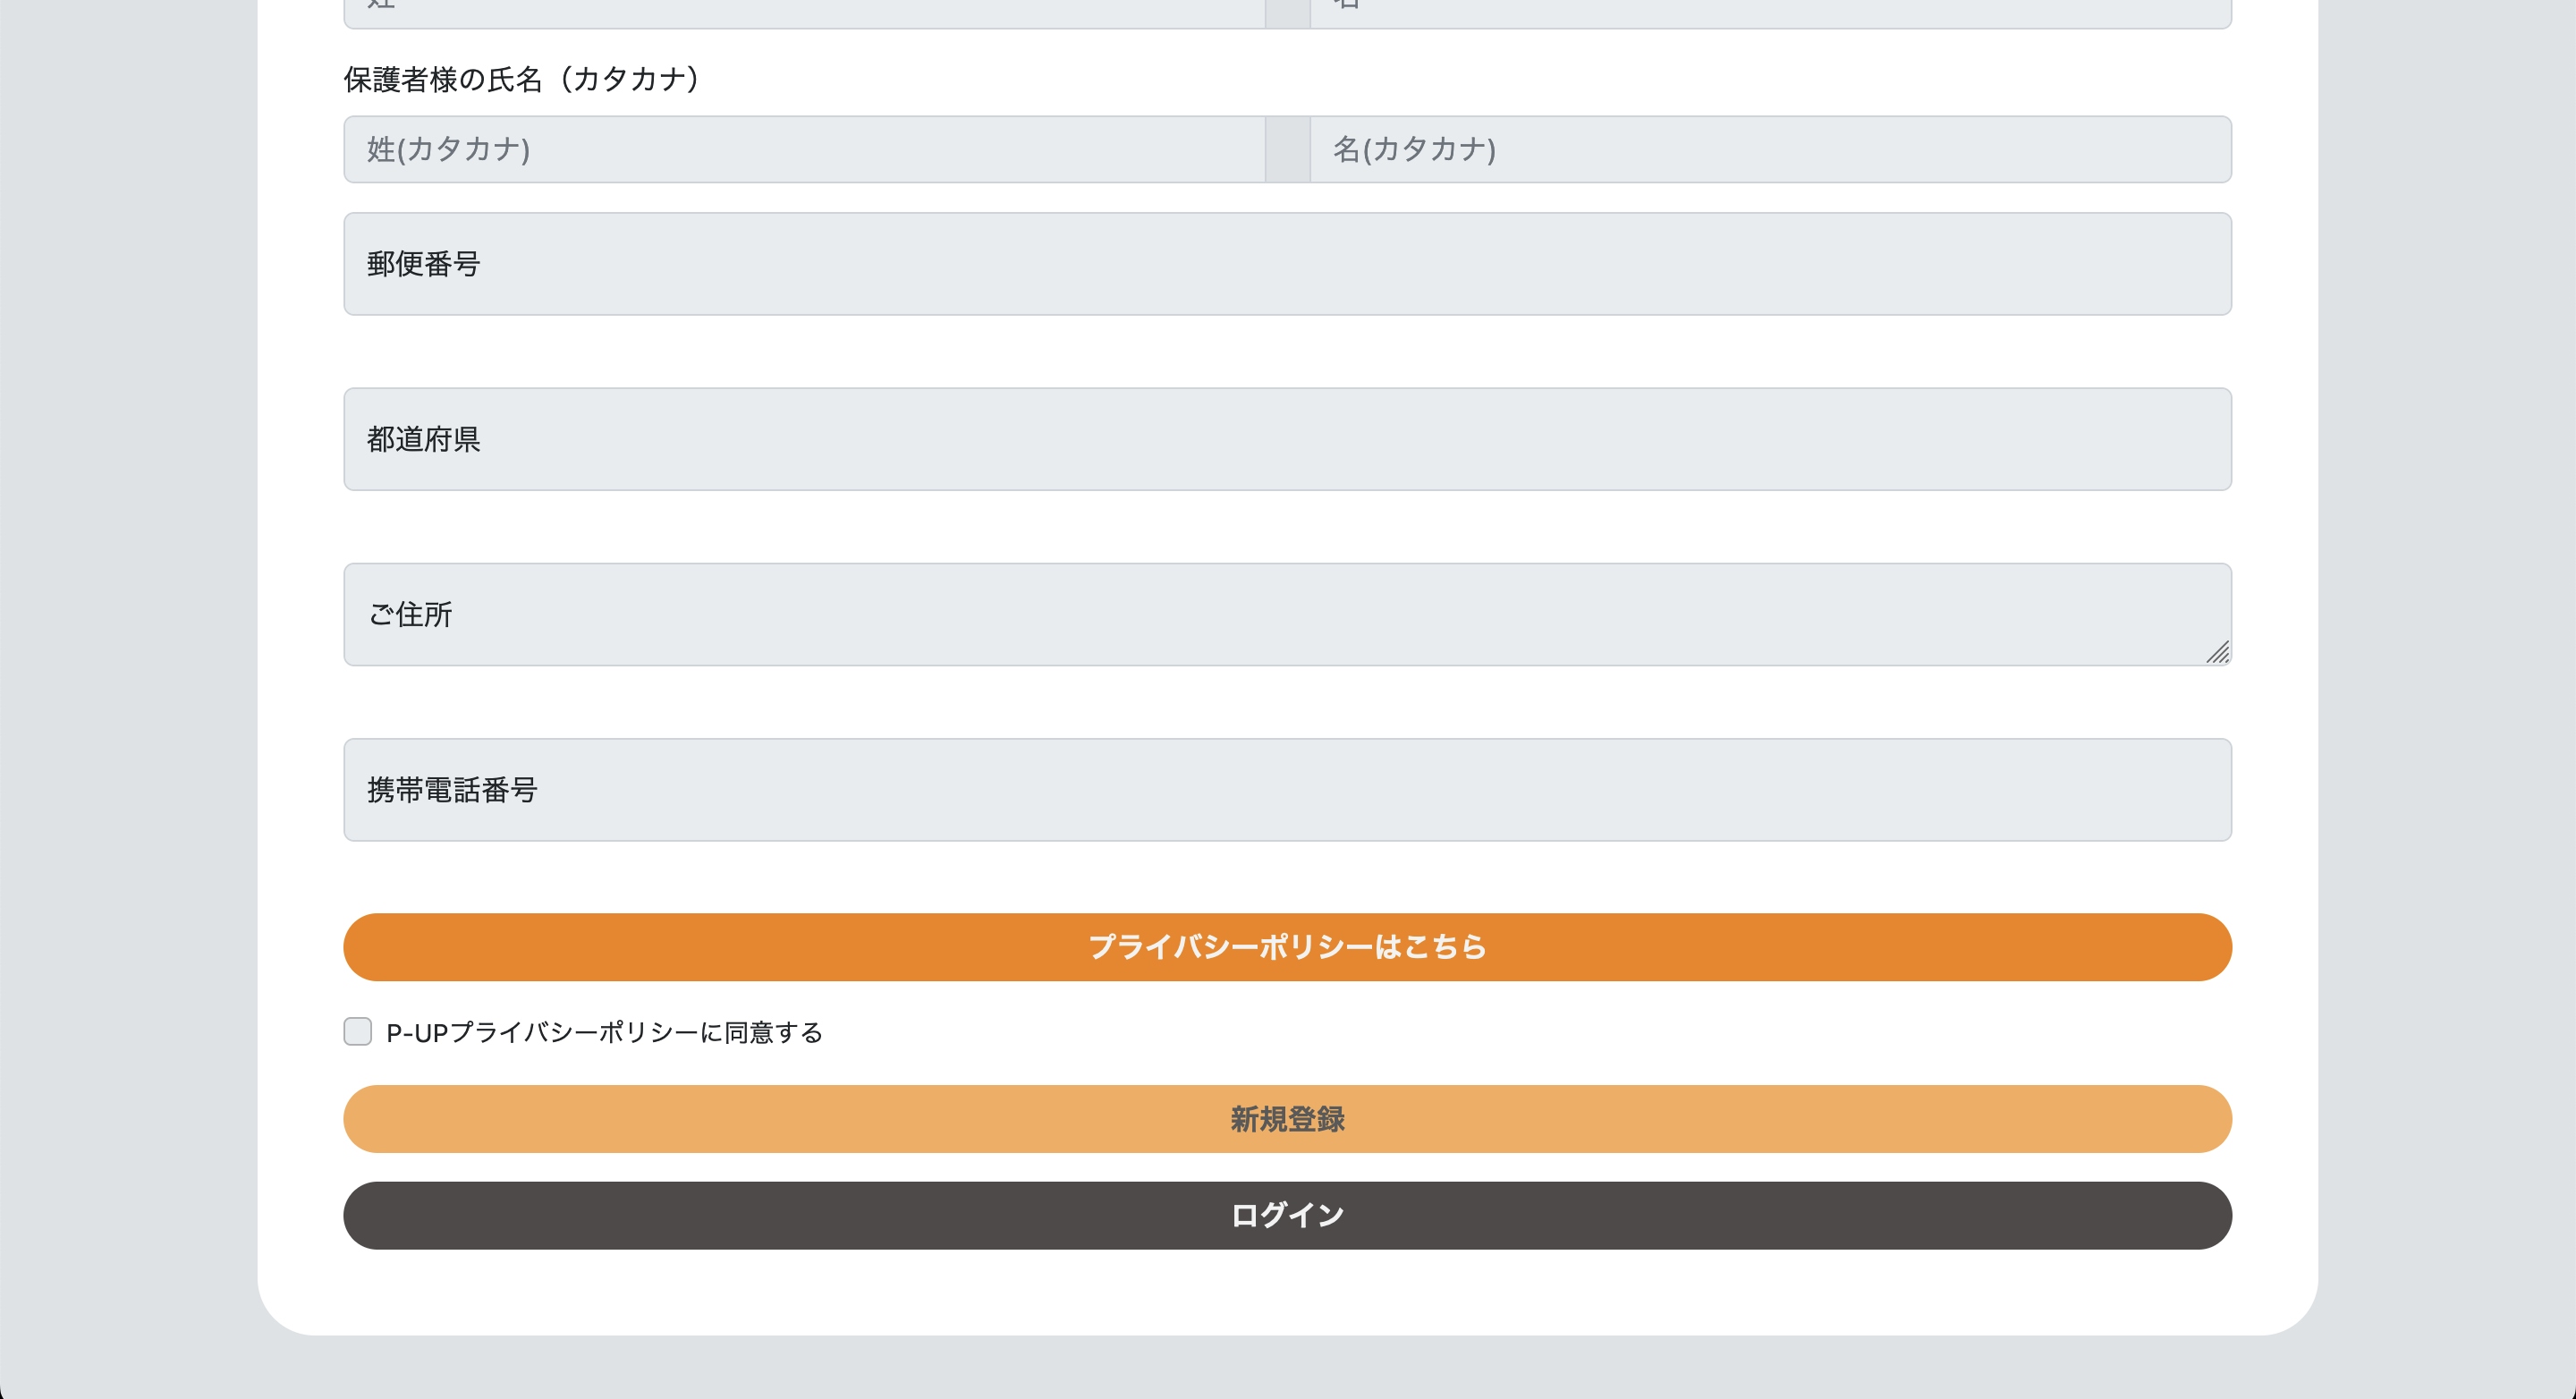 姓 名
保護者様の氏名（カタカナ）
姓(カタカナ) 名(カタカナ)
郵便番号
都道府県
ご住所
携帯電話番号
プライバシーポリシーはこちら
P-UPプライバシーポリシーに同意する
新規登録
ログイン